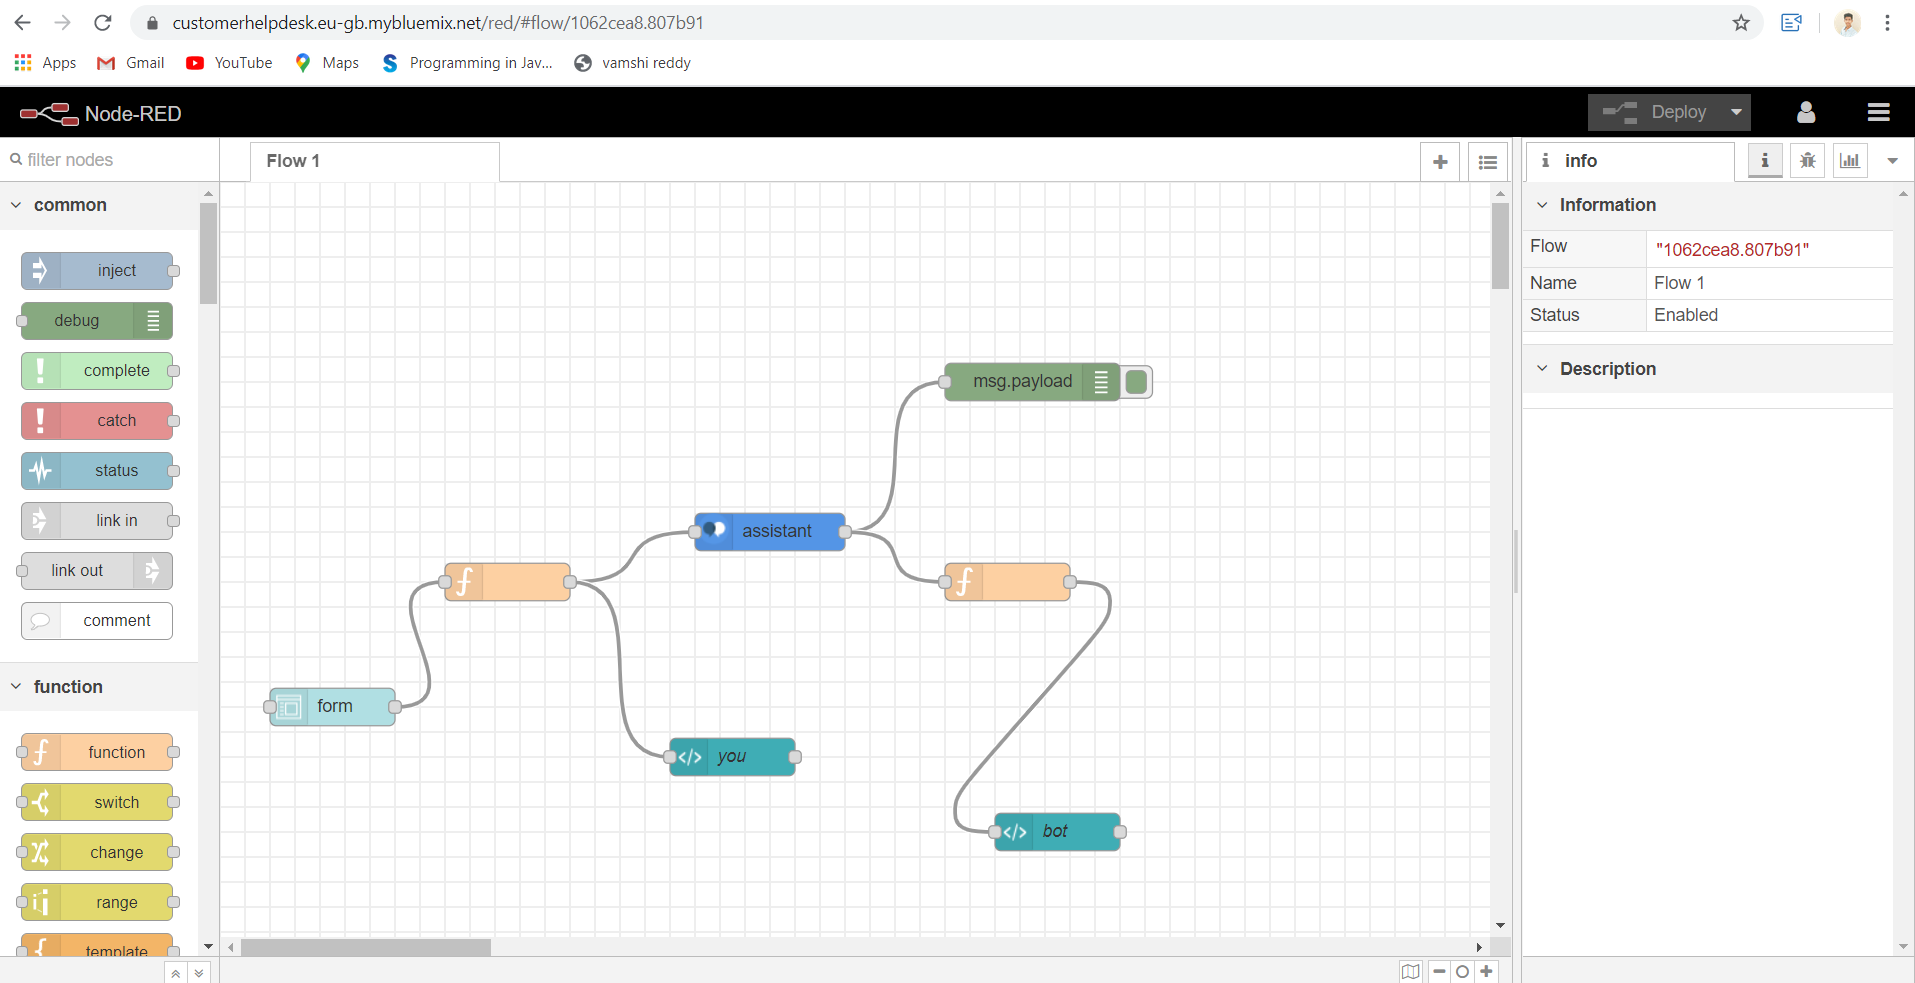 customerhelpdesk.eu-gb.mybluemix.net/red/#flow/1062cea8.807b91
Apps Gmail YouTube Maps Programming in Jav... vamshi reddy
Node-RED Deploy
filter nodes
common
inject
debug
complete
catch
status
link in
link out
comment
function
function
switch
change
range
template
Flow 1
msg.payload
assistant
form
you
bot
info
Information
Flow "1062cea8.807b91"
Name Flow 1
Status Enabled
Description